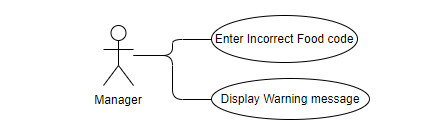 Enter Incorrect Food code
Manager
Display Warning message